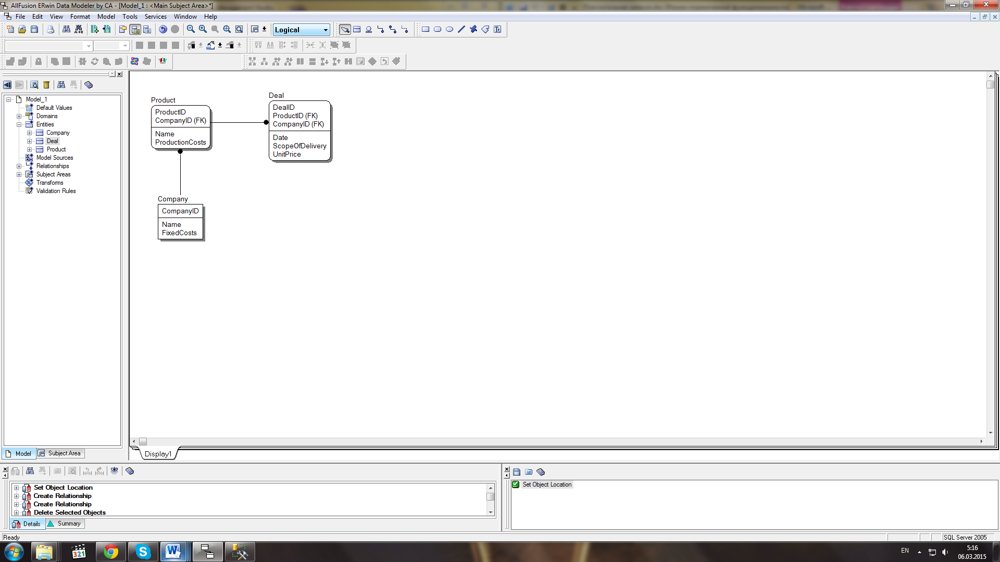 AllFusion ERwin Data Modeler by CA - [Model_1 : <Main Subject Area>*]
File Edit View Format Model Tools Services Window Help
Logical
Model_1
Default Values
Domains
Entities
Company
Deal
Product
Model Sources
Relationships
Subject Areas
Transforms
Validation Rules
Model
Subject Area
Product
ProductID
CompanyID (FK)
Name
ProductionCosts
Deal
DealID
ProductID (FK)
CompanyID (FK)
Date
ScopeOfDelivery
UnitPrice
Company
CompanyID
Name
FixedCosts
Display1
Set Object Location
Create Relationship
Create Relationship
Delete Selected Objects
Details
Summary
Set Object Location
Ready
SQL Server 2005
321
EN
5:16
06.03.2015